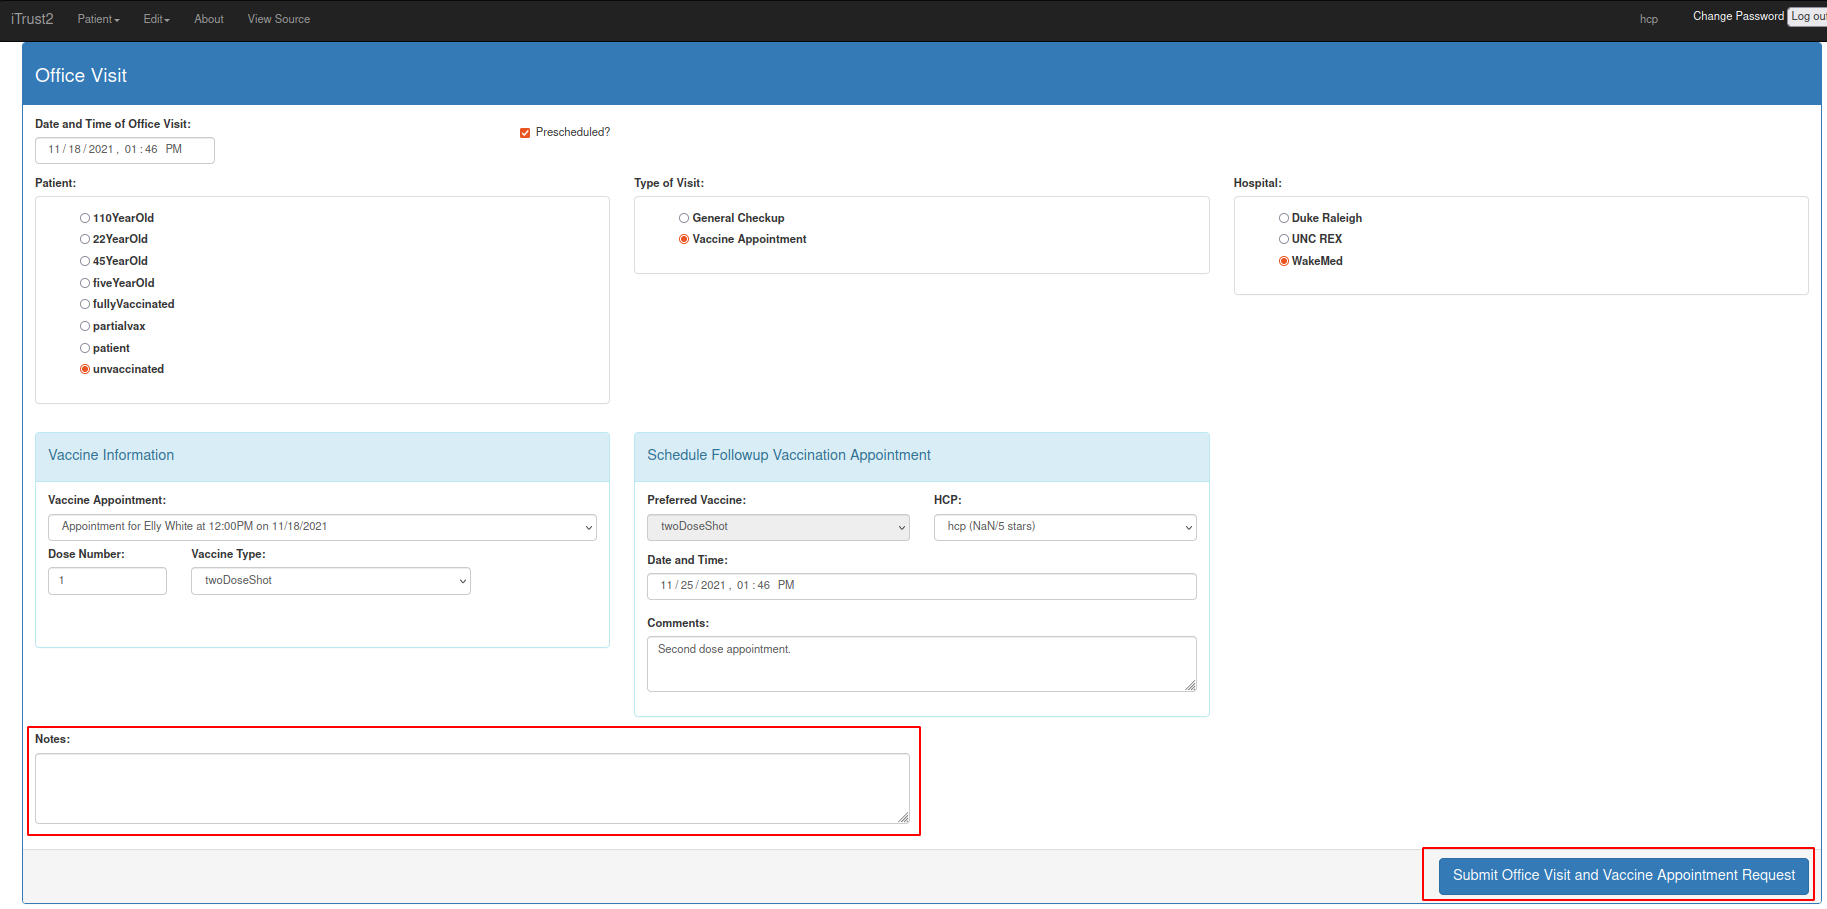 iTrust2 Patient Edit About View Source hcp Change Password Log out
Office Visit
Date and Time of Office Visit:
11/18/2021, 01:46 PM
Prescheduled?
Patient:
110YearOld
22YearOld
45YearOld
fiveYearOld
fullyVaccinated
partialvax
patient
unvaccinated
Type of Visit:
General Checkup
Vaccine Appointment
Hospital:
Duke Raleigh
UNC REX
WakeMed
Vaccine Information
Vaccine Appointment:
Appointment for Elly White at 12:00PM on 11/18/2021
Dose Number: Vaccine Type:
1 twoDoseShot
Schedule Followup Vaccination Appointment
Preferred Vaccine: HCP:
twoDoseShot hcp (NaN/5 stars)
Date and Time:
11/25/2021, 01:46 PM
Comments:
Second dose appointment.
Notes:
Submit Office Visit and Vaccine Appointment Request